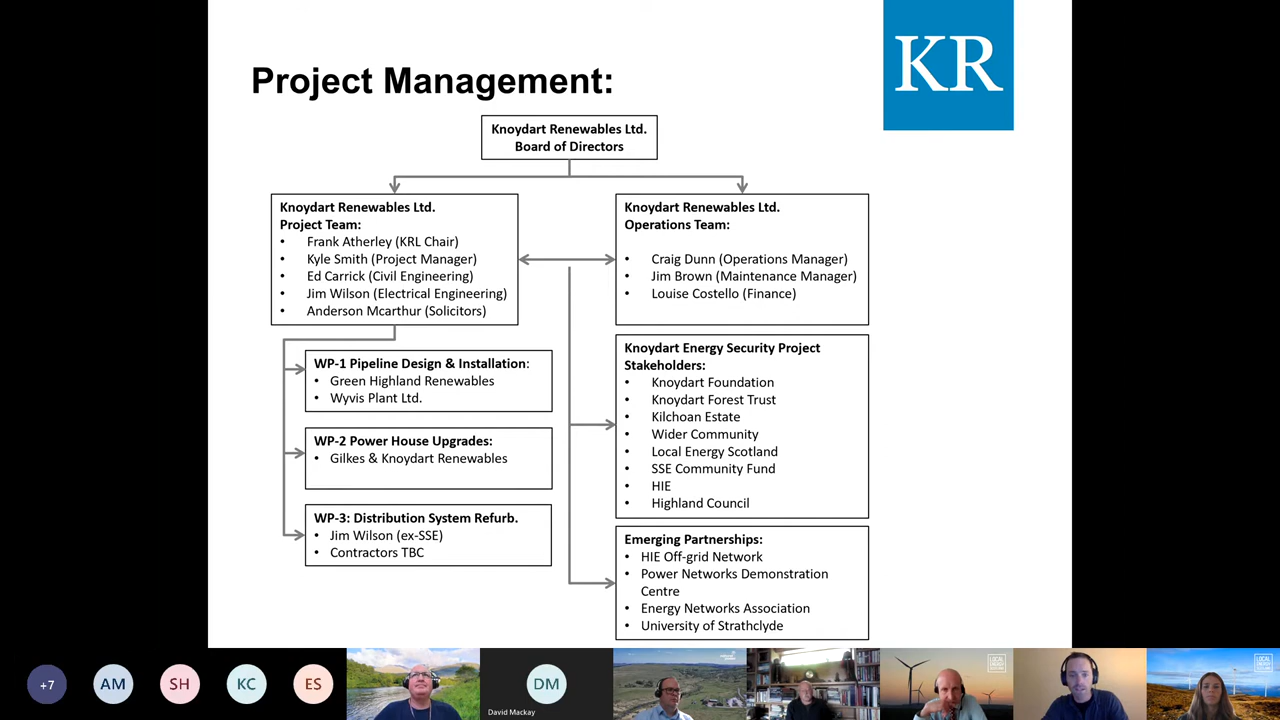 KR
Project Management:
Knoydart Renewables Ltd.
Board of Directors
Knoydart Renewables Ltd.
Project Team:
• Frank Atherley (KRL Chair)
• Kyle Smith (Project Manager)
• Ed Carrick (Civil Engineering)
• Jim Wilson (Electrical Engineering)
• Anderson Mcarthur (Solicitors)
Knoydart Renewables Ltd.
Operations Team:
• Craig Dunn (Operations Manager)
• Jim Brown (Maintenance Manager)
• Louise Costello (Finance)
WP-1 Pipeline Design & Installation:
• Green Highland Renewables
• Wyvis Plant Ltd.
WP-2 Power House Upgrades:
• Gilkes & Knoydart Renewables
WP-3: Distribution System Refurb.
• Jim Wilson (ex-SSE)
• Contractors TBC
Knoydart Energy Security Project
Stakeholders:
• Knoydart Foundation
• Knoydart Forest Trust
• Kilchoan Estate
• Wider Community
• Local Energy Scotland
• SSE Community Fund
• HIE
• Highland Council
Emerging Partnerships:
• HIE Off-grid Network
• Power Networks Demonstration
Centre
• Energy Networks Association
• University of Strathclyde
+7
AM
SH
KC
ES
DM
David Mackay
LOCAL
ENERGY
LOCAL
ENERGY